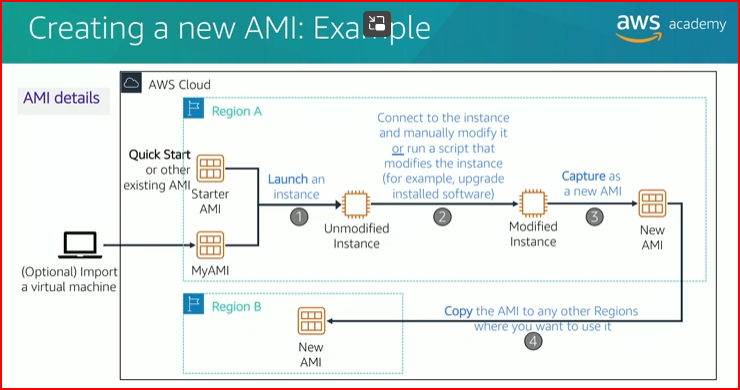 Creating a new AMI: Example
aws academy
AMI details
AWS Cloud
Region A
Quick Start
or other
existing AMI
Starter
AMI
(Optional) Import
a virtual machine
MyAMI
Launch an
instance
1
Unmodified
Instance
Connect to the instance
and manually modify it
or run a script that
modifies the instance
(for example, upgrade
installed software)
2
Modified
Instance
Capture as
a new AMI
3
New
AMI
Region B
New
AMI
Copy the AMI to any other Regions
where you want to use it
4